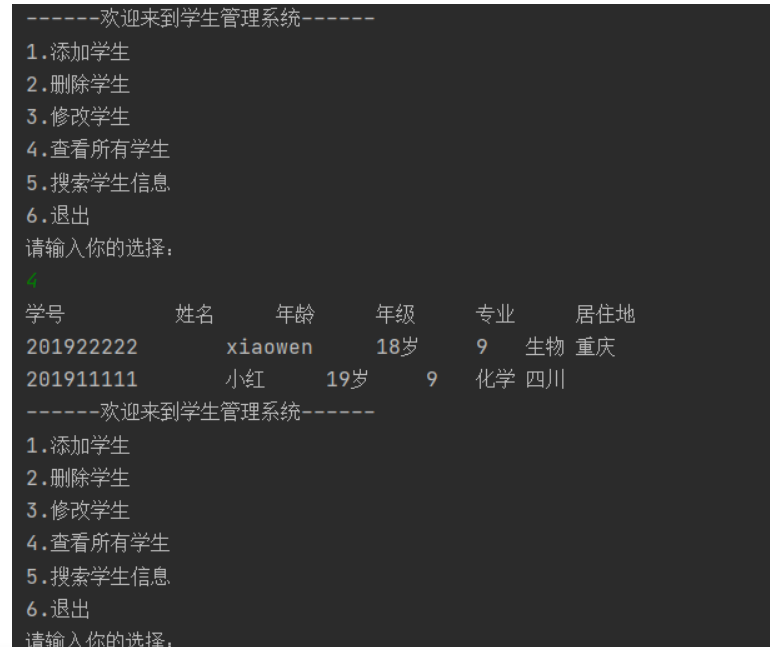 ------欢迎来到学生管理系统------
1.添加学生
2.删除学生
3.修改学生
4.查看所有学生
5.搜索学生信息
6.退出
请输入你的选择：
4
学号 姓名 年龄 年级 专业 居住地
201922222 xiaowen 18岁 9 生物 重庆
201911111 小红 19岁 9 化学 四川
------欢迎来到学生管理系统------
1.添加学生
2.删除学生
3.修改学生
4.查看所有学生
5.搜索学生信息
6.退出
请输入你的选择：